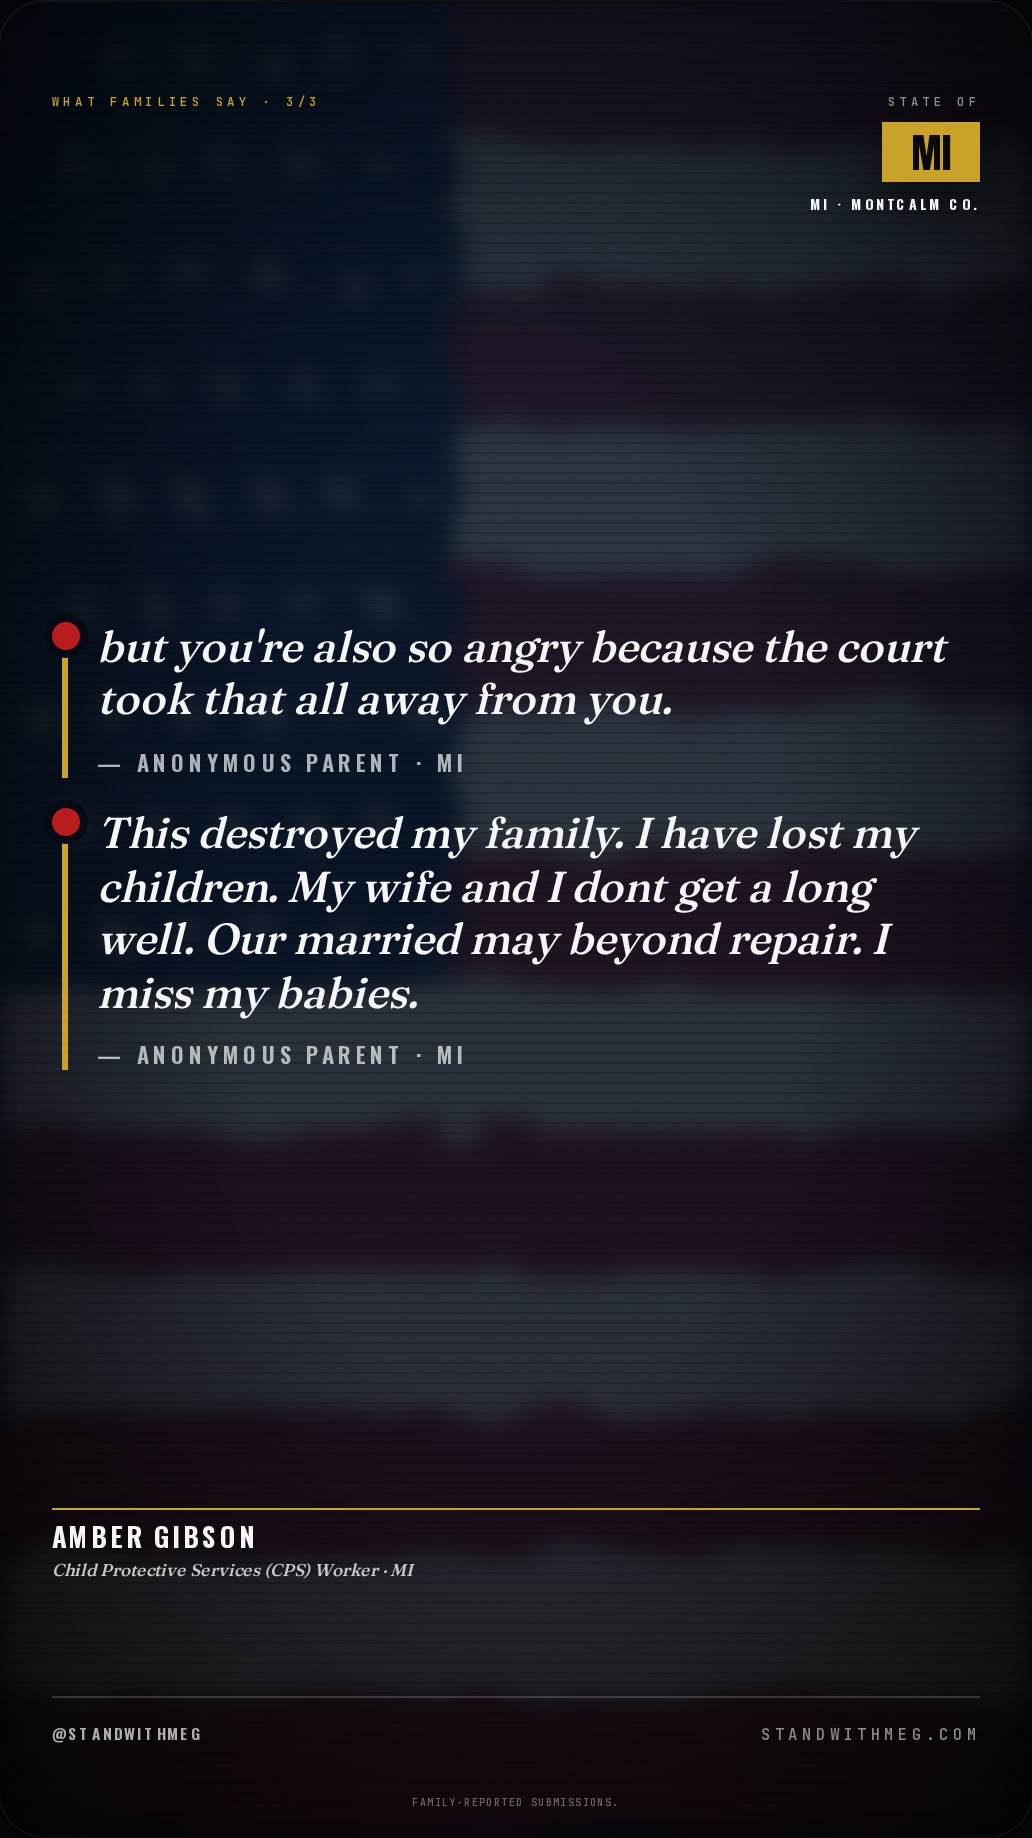 WHAT FAMILIES SAY · 3/3
STATE OF
MI
MI · MONTCALM CO.
but you're also so angry because the court
took that all away from you.
— ANONYMOUS PARENT · MI
This destroyed my family. I have lost my
children. My wife and I dont get a long
well. Our married may beyond repair. I
miss my babies.
— ANONYMOUS PARENT · MI
AMBER GIBSON
Child Protective Services (CPS) Worker · MI
@STANDWITHMEG
STANDWITHMEG.COM
FAMILY-REPORTED SUBMISSIONS.